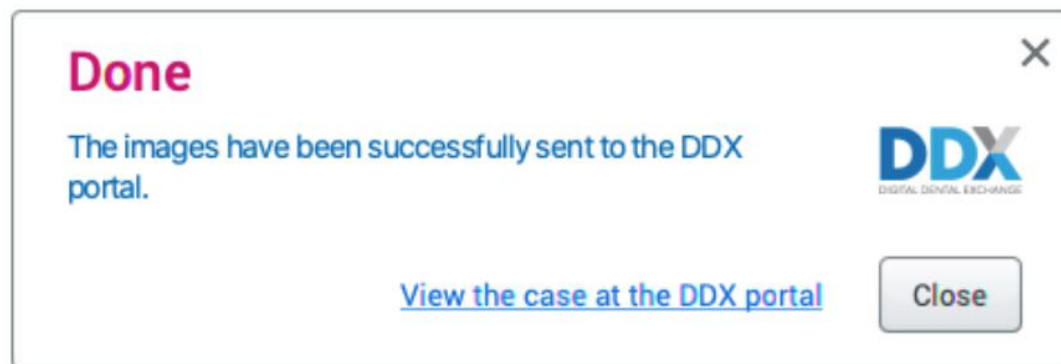 Done
The images have been successfully sent to the DDX
portal.
DDX
DIGITAL DENTAL EXCHANGE
View the case at the DDX portal
Close